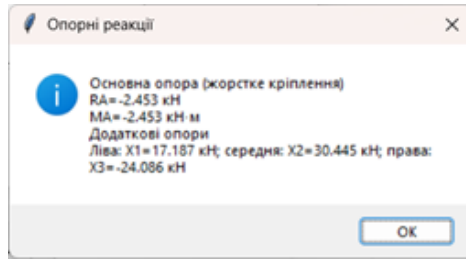 Опорні реакції
Основна опора (жорстке кріплення)
RA=-2.453 кН
MA=-2.453 кН·м
Додаткові опори
Ліва: X1=17.187 кН; середня: X2=30.445 кН; права:
X3=-24.086 кН
OK